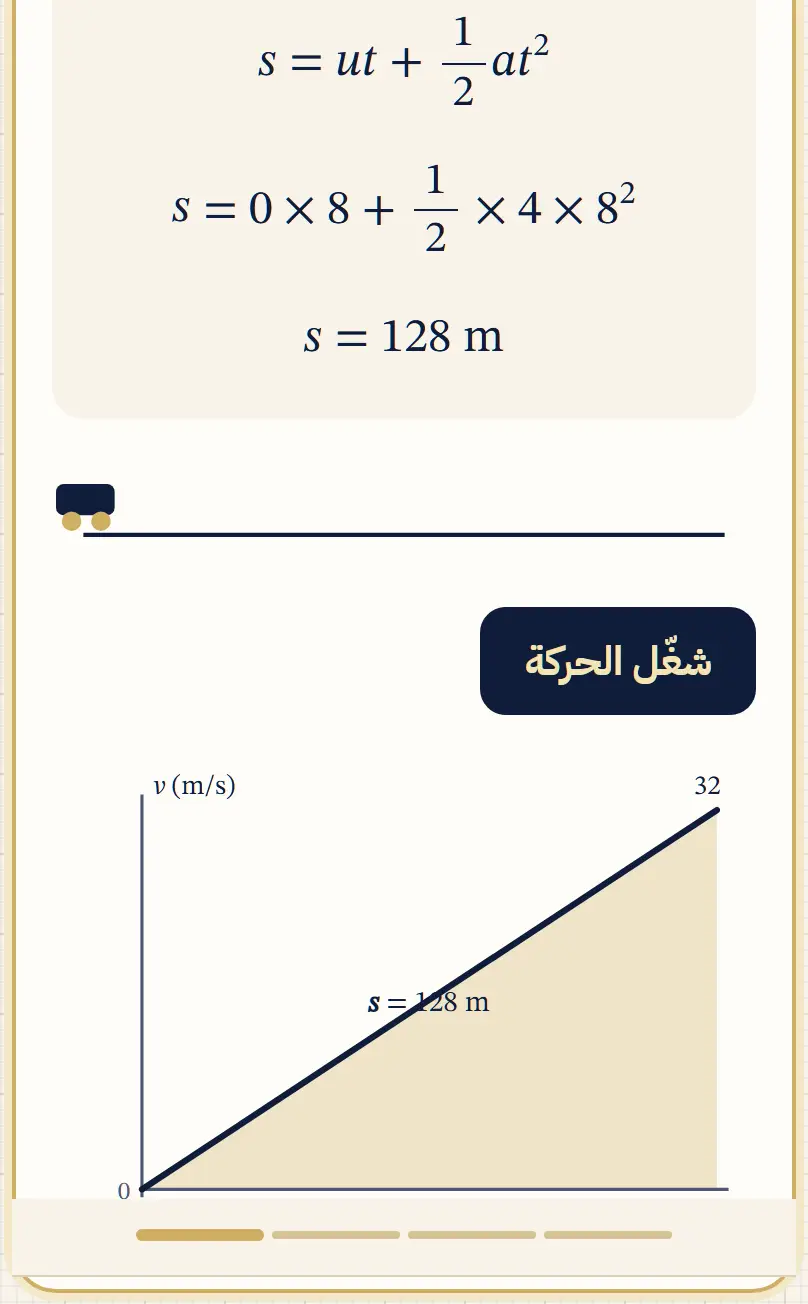 s = ut + 1/2 at²
s = 0 × 8 + 1/2 × 4 × 8²
s = 128 m
شغّل الحركة
v (m/s)
32
s = 128 m
0